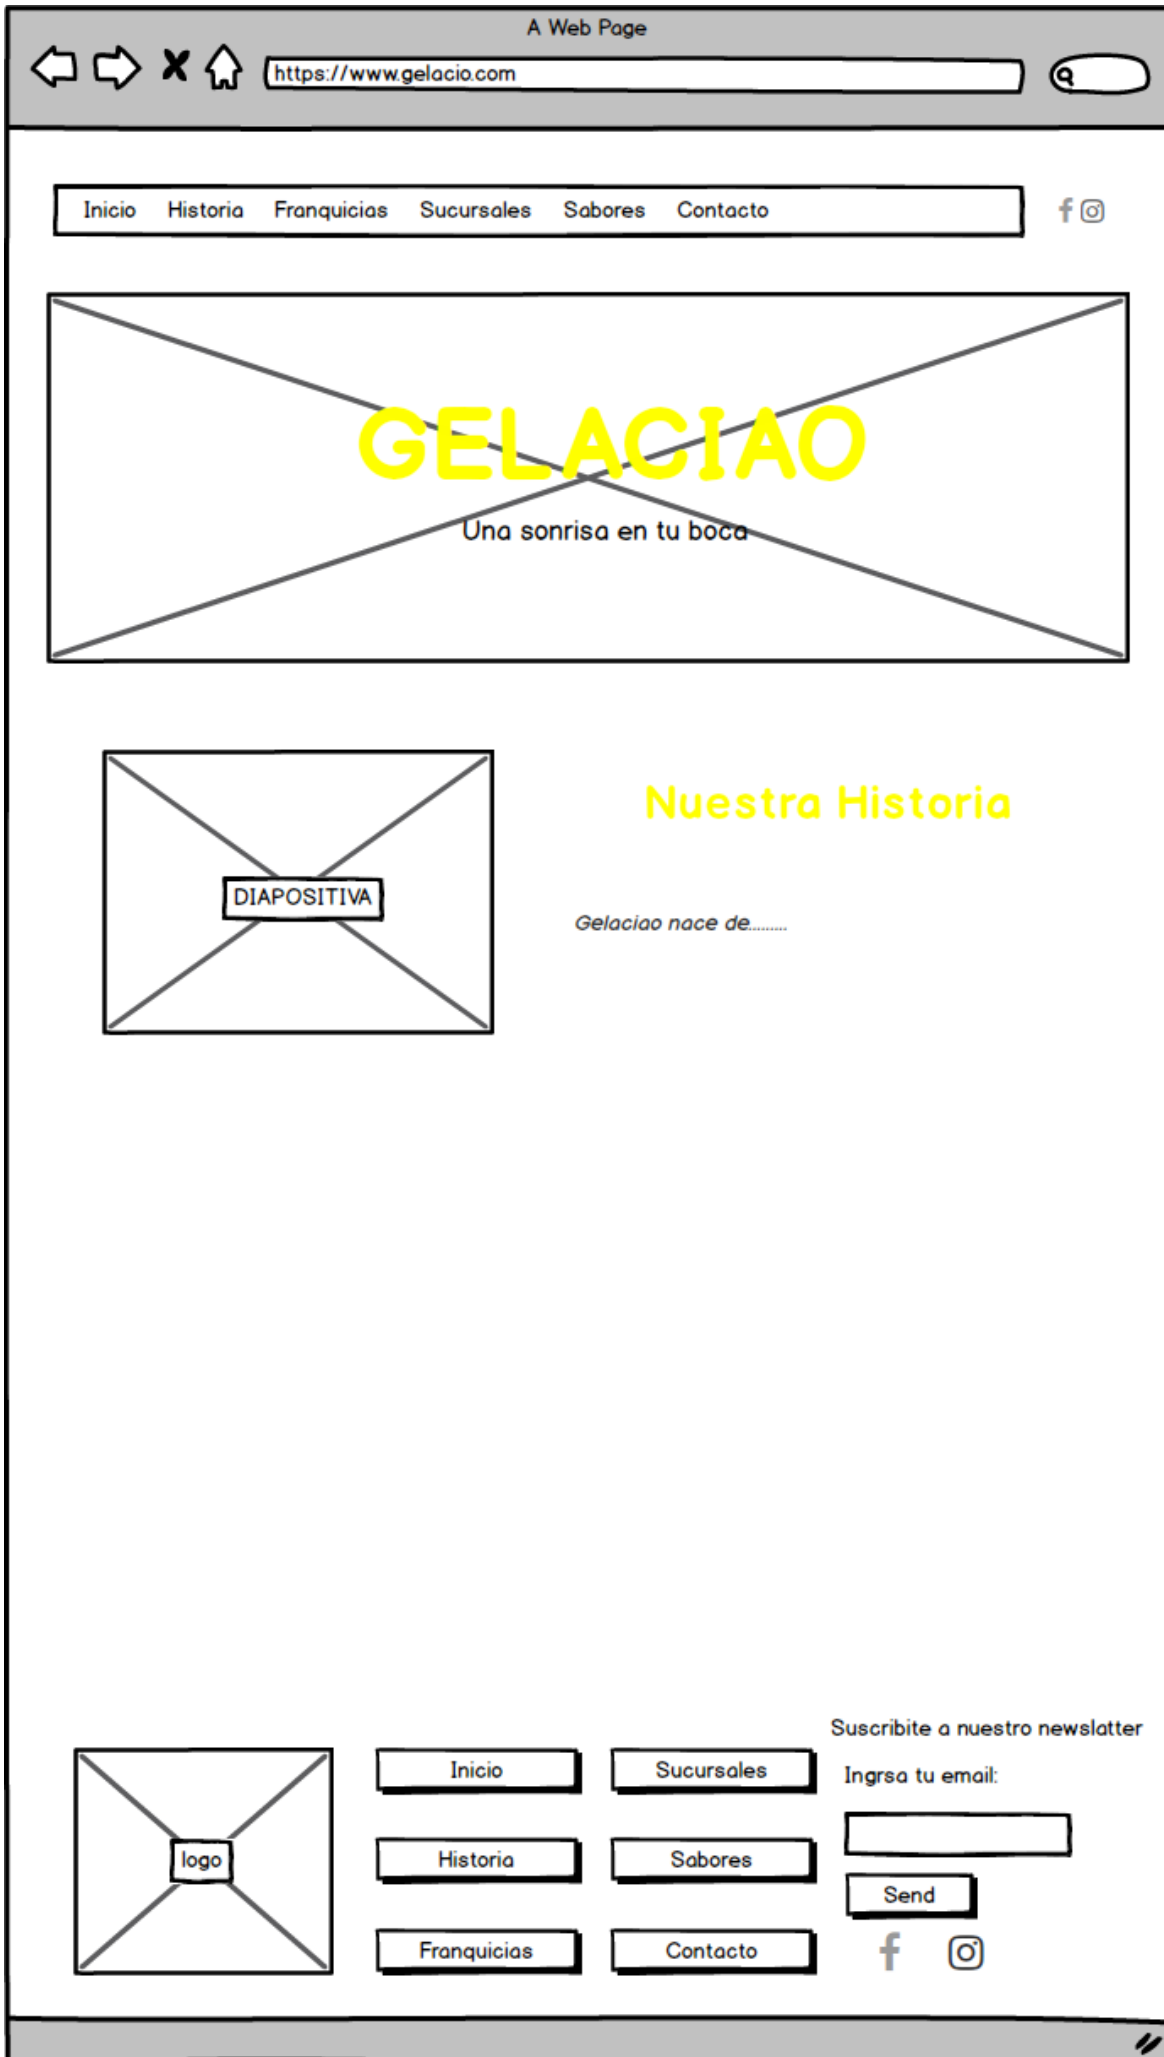 A Web Page
https://www.gelacio.com
Inicio Historia Franquicias Sucursales Sabores Contacto
GELACIAO
Una sonrisa en tu boca
DIAPOSITIVA
Nuestra Historia
Gelaciao nace de.........
logo
Inicio
Historia
Franquicias
Sucursales
Sabores
Contacto
Suscribite a nuestro newslatter
Ingrsa tu email:
Send